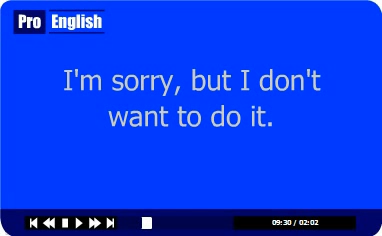 Pro English
I'm sorry, but I don't
want to do it.
09:30 / 02:02